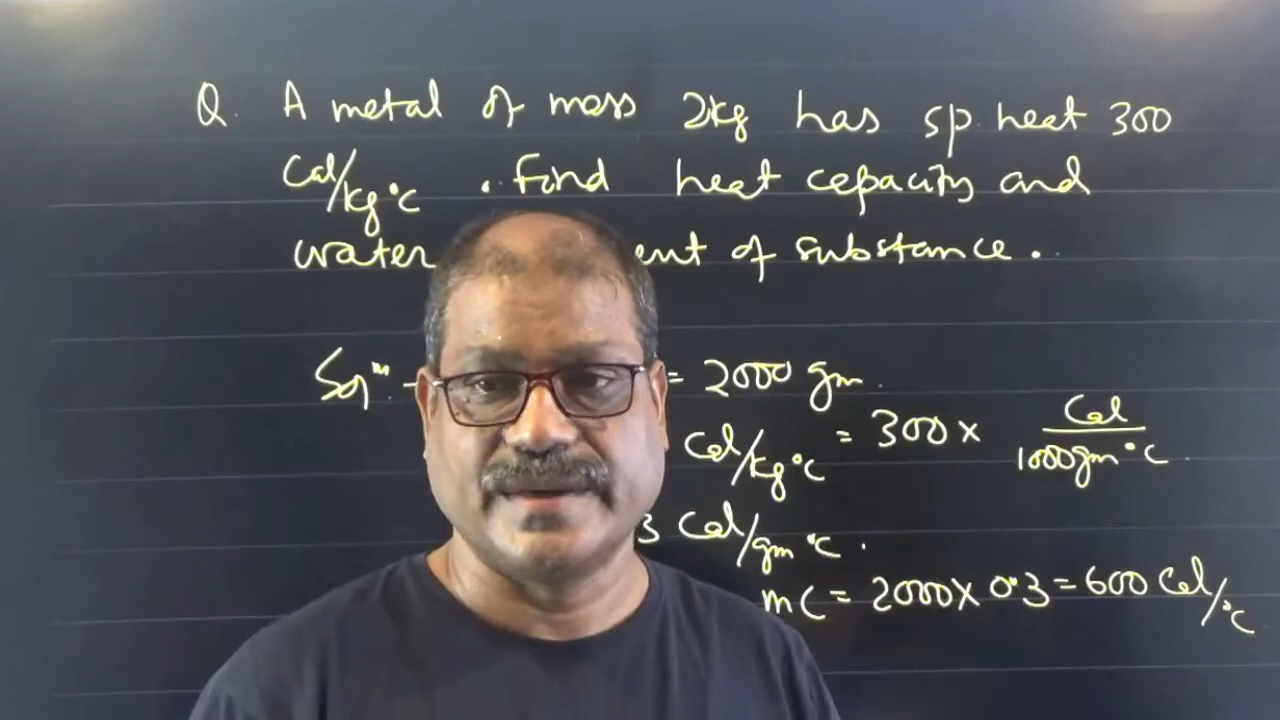 Q. A metal of mass 2kg has sp. heat 300
Cal/kg°C . Find heat capacity and
water ent of substance.
Solⁿ - = 2000 gm.
Cal/kg°C = 300 x Cal/1000gm°C
3 Cal/gm°C.
mC = 2000 x 0.3 = 600 Cal/°C